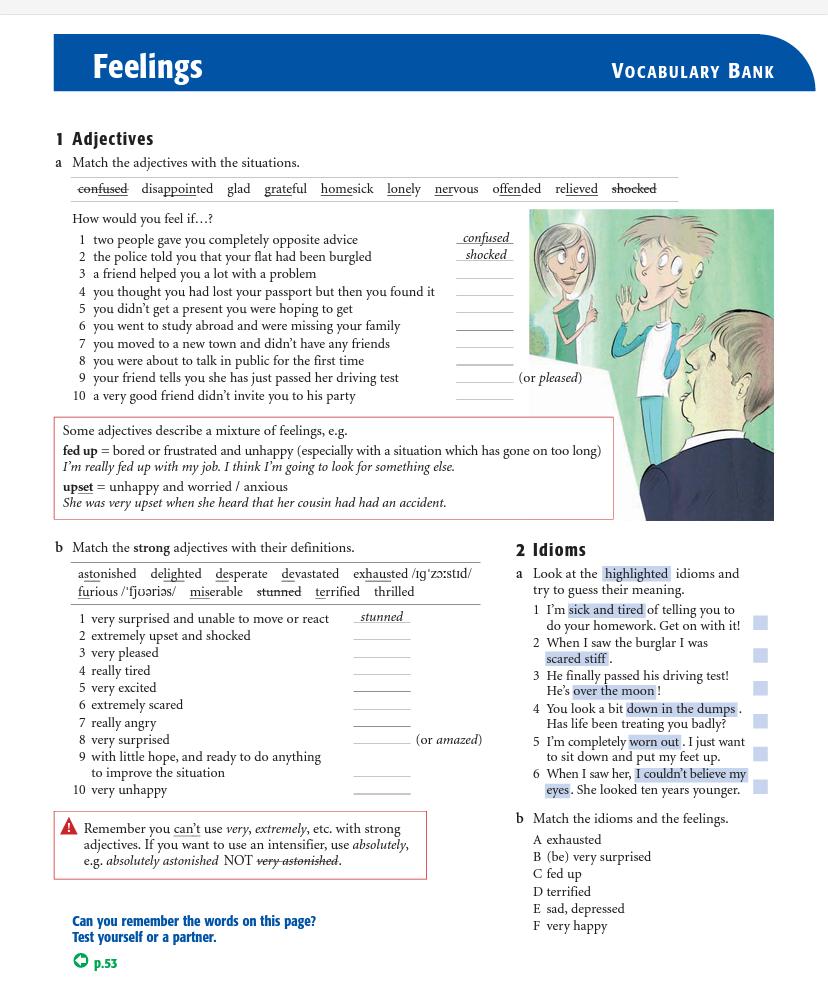 Feelings
VOCABULARY BANK
1 Adjectives
a Match the adjectives with the situations.
confused disappointed glad grateful homesick lonely nervous offended relieved shocked
How would you feel if…?
1 two people gave you completely opposite advice confused
2 the police told you that your flat had been burgled shocked
3 a friend helped you a lot with a problem
4 you thought you had lost your passport but then you found it
5 you didn't get a present you were hoping to get
6 you went to study abroad and were missing your family
7 you moved to a new town and didn't have any friends
8 you were about to talk in public for the first time
9 your friend tells you she has just passed her driving test (or pleased)
10 a very good friend didn't invite you to his party
Some adjectives describe a mixture of feelings, e.g.
fed up = bored or frustrated and unhappy (especially with a situation which has gone on too long)
I'm really fed up with my job. I think I'm going to look for something else.
upset = unhappy and worried / anxious
She was very upset when she heard that her cousin had had an accident.
b Match the strong adjectives with their definitions.
astonished delighted desperate devastated exhausted /ɪɡˈzɔːstɪd/
furious /ˈfjʊəriəs/ miserable stunned terrified thrilled
1 very surprised and unable to move or react stunned
2 extremely upset and shocked
3 very pleased
4 really tired
5 very excited
6 extremely scared
7 really angry
8 very surprised (or amazed)
9 with little hope, and ready to do anything
to improve the situation
10 very unhappy
Remember you can't use very, extremely, etc. with strong
adjectives. If you want to use an intensifier, use absolutely,
e.g. absolutely astonished NOT very astonished.
Can you remember the words on this page?
Test yourself or a partner.
p.53
2 Idioms
a Look at the highlighted idioms and
try to guess their meaning.
1 I'm sick and tired of telling you to
do your homework. Get on with it!
2 When I saw the burglar I was
scared stiff.
3 He finally passed his driving test!
He's over the moon!
4 You look a bit down in the dumps.
Has life been treating you badly?
5 I'm completely worn out. I just want
to sit down and put my feet up.
6 When I saw her, I couldn't believe my
eyes. She looked ten years younger.
b Match the idioms and the feelings.
A exhausted
B (be) very surprised
C fed up
D terrified
E sad, depressed
F very happy